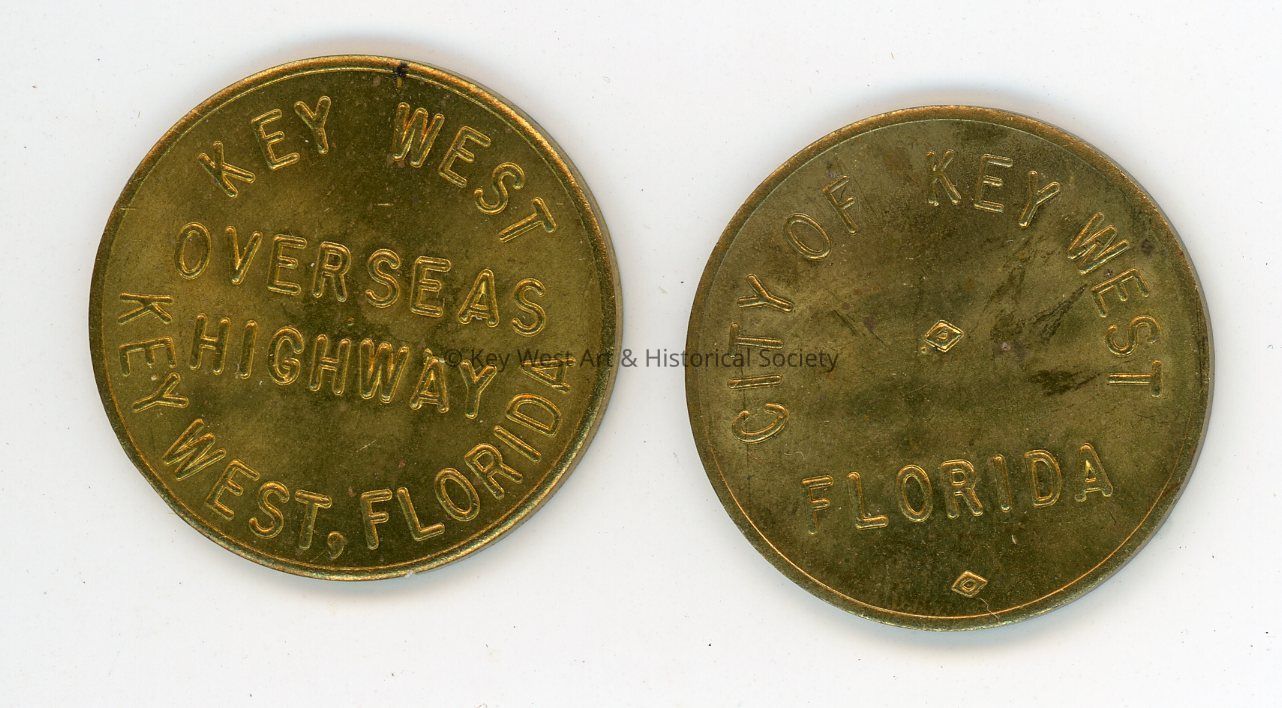 KEY WEST
OVERSEAS
HIGHWAY
KEY WEST, FLORIDA
CITY OF KEY WEST
FLORIDA
© Key West Art & Historical Society